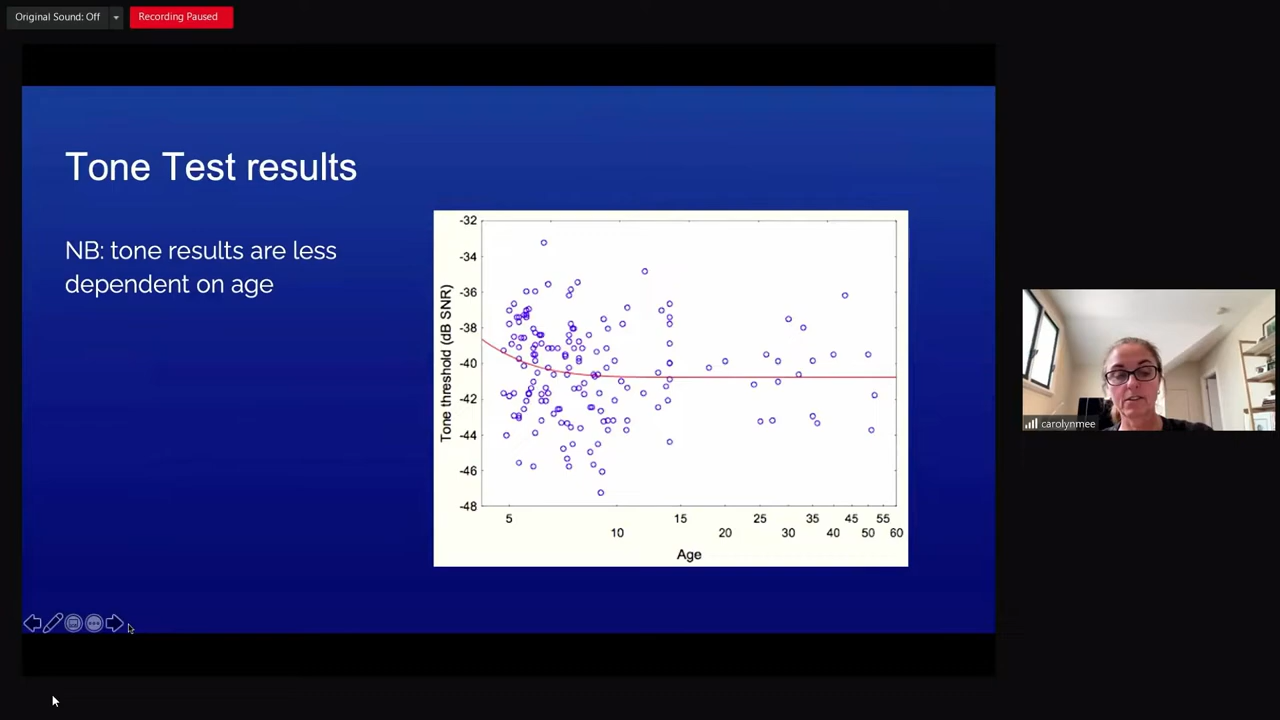 Original Sound: Off
Recording Paused
Tone Test results
NB: tone results are less
dependent on age
Tone threshold (dB SNR)
-32
-34
-36
-38
-40
-42
-44
-46
-48
5
15
25
35
45
55
10
20
30
40
50
60
Age
carolynmee